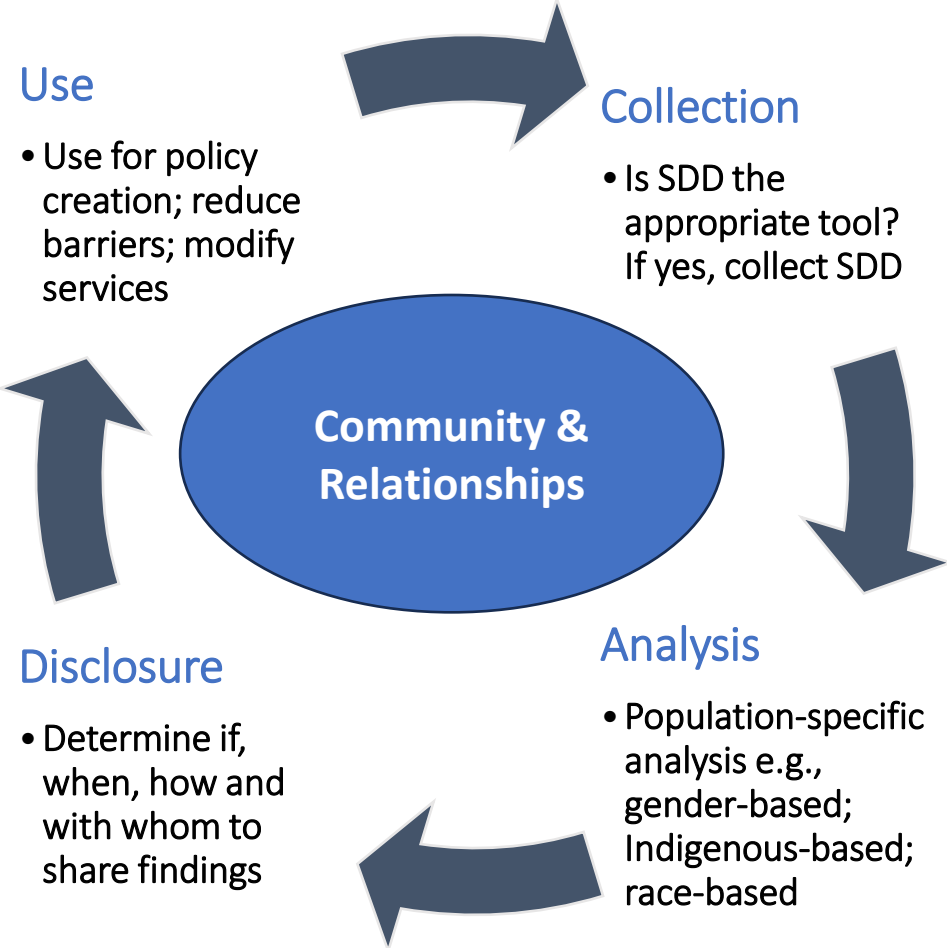 Use
• Use for policy
creation; reduce
barriers; modify
services
Collection
• Is SDD the
appropriate tool?
If yes, collect SDD
Community &
Relationships
Disclosure
• Determine if,
when, how and
with whom to
share findings
Analysis
• Population-specific
analysis e.g.,
gender-based;
Indigenous-based;
race-based